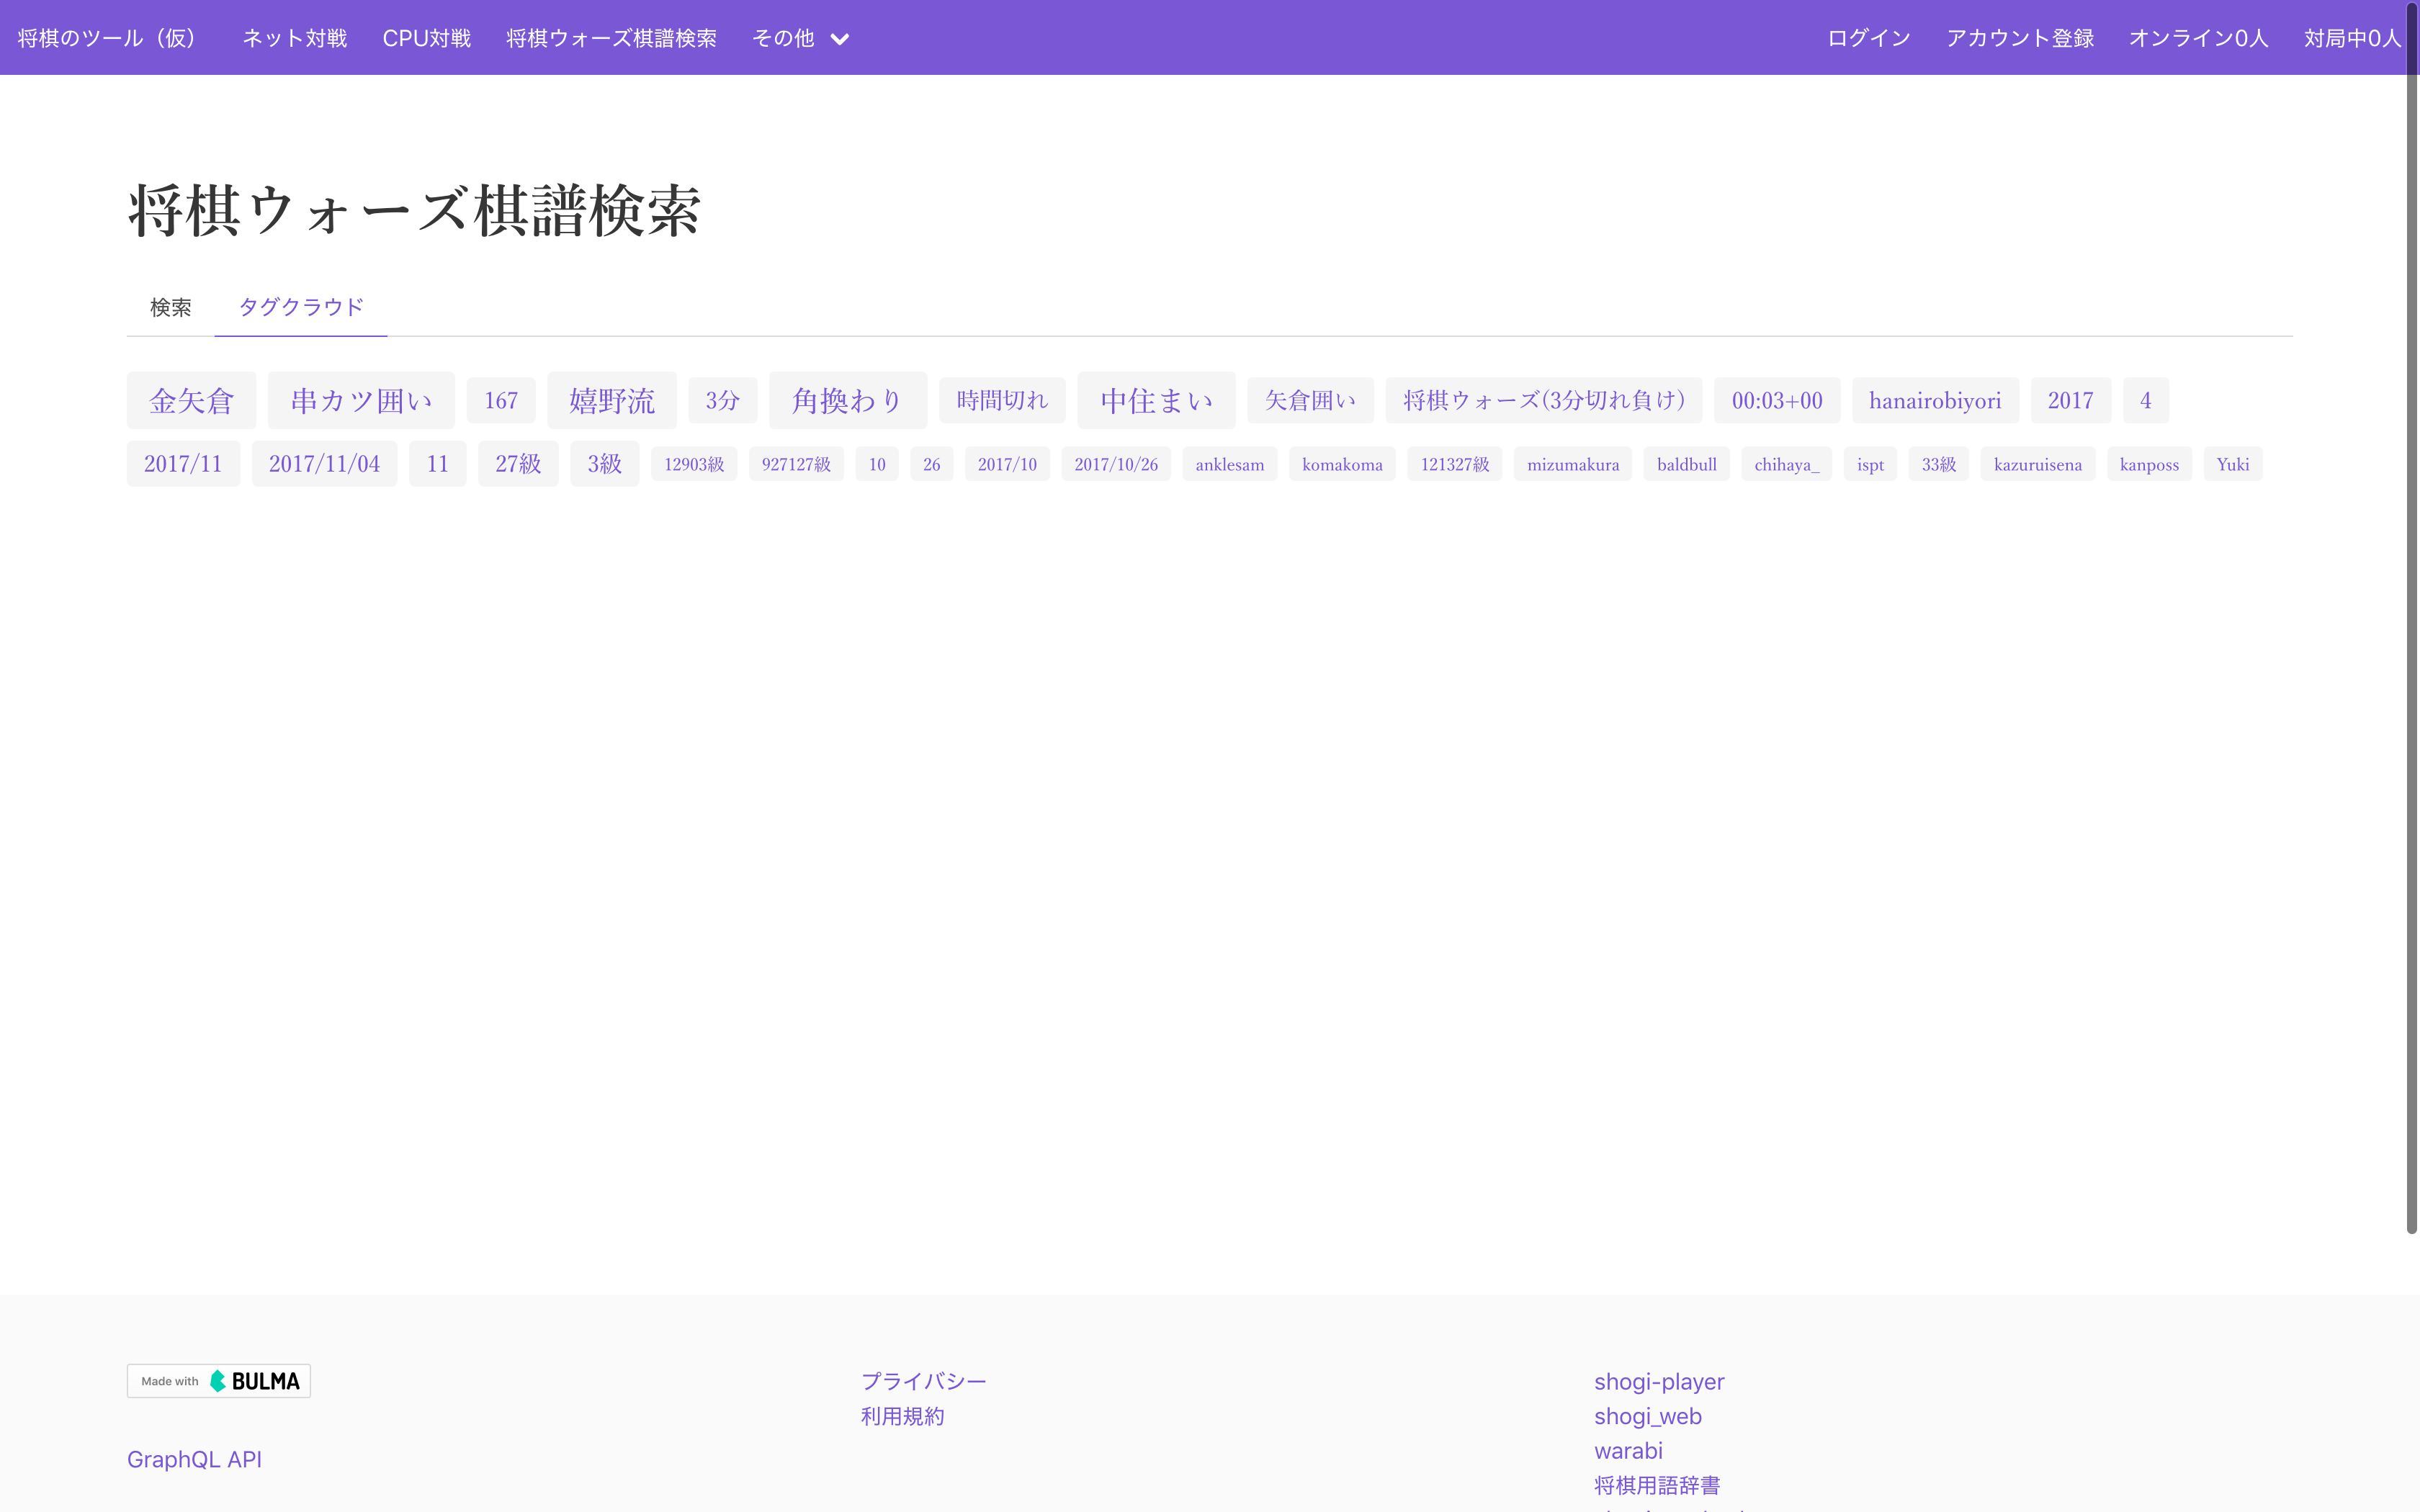 将棋のツール（仮） ネット対戦 CPU対戦 将棋ウォーズ棋譜検索 その他 ログイン アカウント登録 オンライン0人 対局中0人
将棋ウォーズ棋譜検索
検索 タグクラウド
金矢倉 串カツ囲い 167 嬉野流 3分 角換わり 時間切れ 中住まい 矢倉囲い 将棋ウォーズ(3分切れ負け) 00:03+00 hanairobiyori 2017 4
2017/11 2017/11/04 11 27級 3級 12903級 927127級 10 26 2017/10 2017/10/26 anklesam komakoma 121327級 mizumakura baldbull chihaya_ ispt 33級 kazuruisena kanposs Yuki
Made with BULMA
GraphQL API
プライバシー
利用規約
shogi-player
shogi_web
warabi
将棋用語辞書